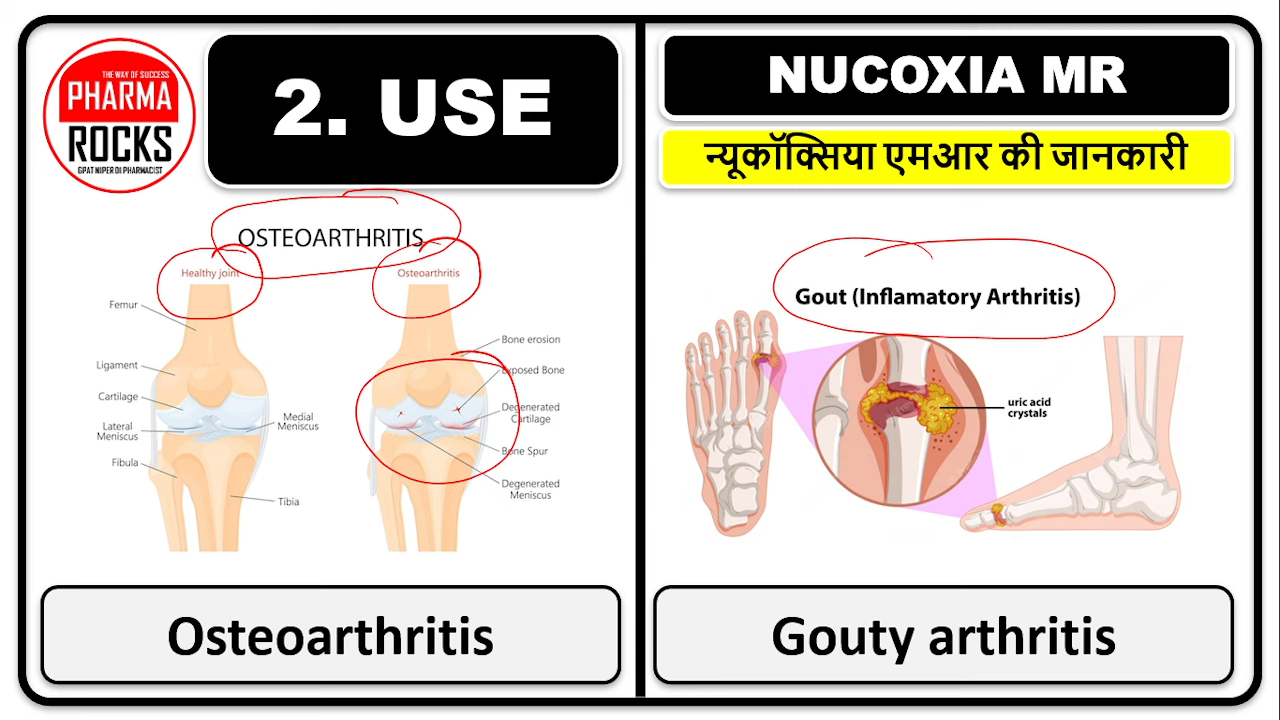 THE WAY OF SUCCESS
PHARMA
ROCKS
GPAT NIPER DI PHARMACIST
2. USE
NUCOXIA MR
न्यूकॉक्सिया एमआर की जानकारी
OSTEOARTHRITIS
Healthy joint
Osteoarthritis
Femur
Ligament
Cartilage
Lateral
Meniscus
Fibula
Medial
Meniscus
Tibia
Bone erosion
Exposed Bone
Degenerated
Cartilage
Bone Spur
Degenerated
Meniscus
Gout (Inflamatory Arthritis)
uric acid
crystals
Osteoarthritis
Gouty arthritis